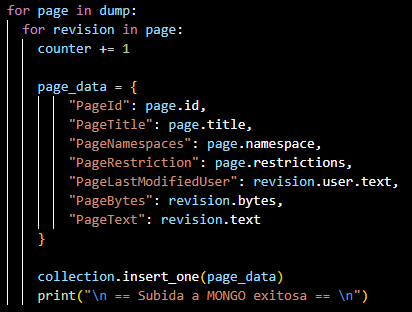 for page in dump:
for revision in page:
counter += 1
page_data = {
"PageId": page.id,
"PageTitle": page.title,
"PageNamespaces": page.namespace,
"PageRestriction": page.restrictions,
"PageLastModifiedUser": revision.user.text,
"PageBytes": revision.bytes,
"PageText": revision.text
}
collection.insert_one(page_data)
print("\n == Subida a MONGO exitosa == \n")